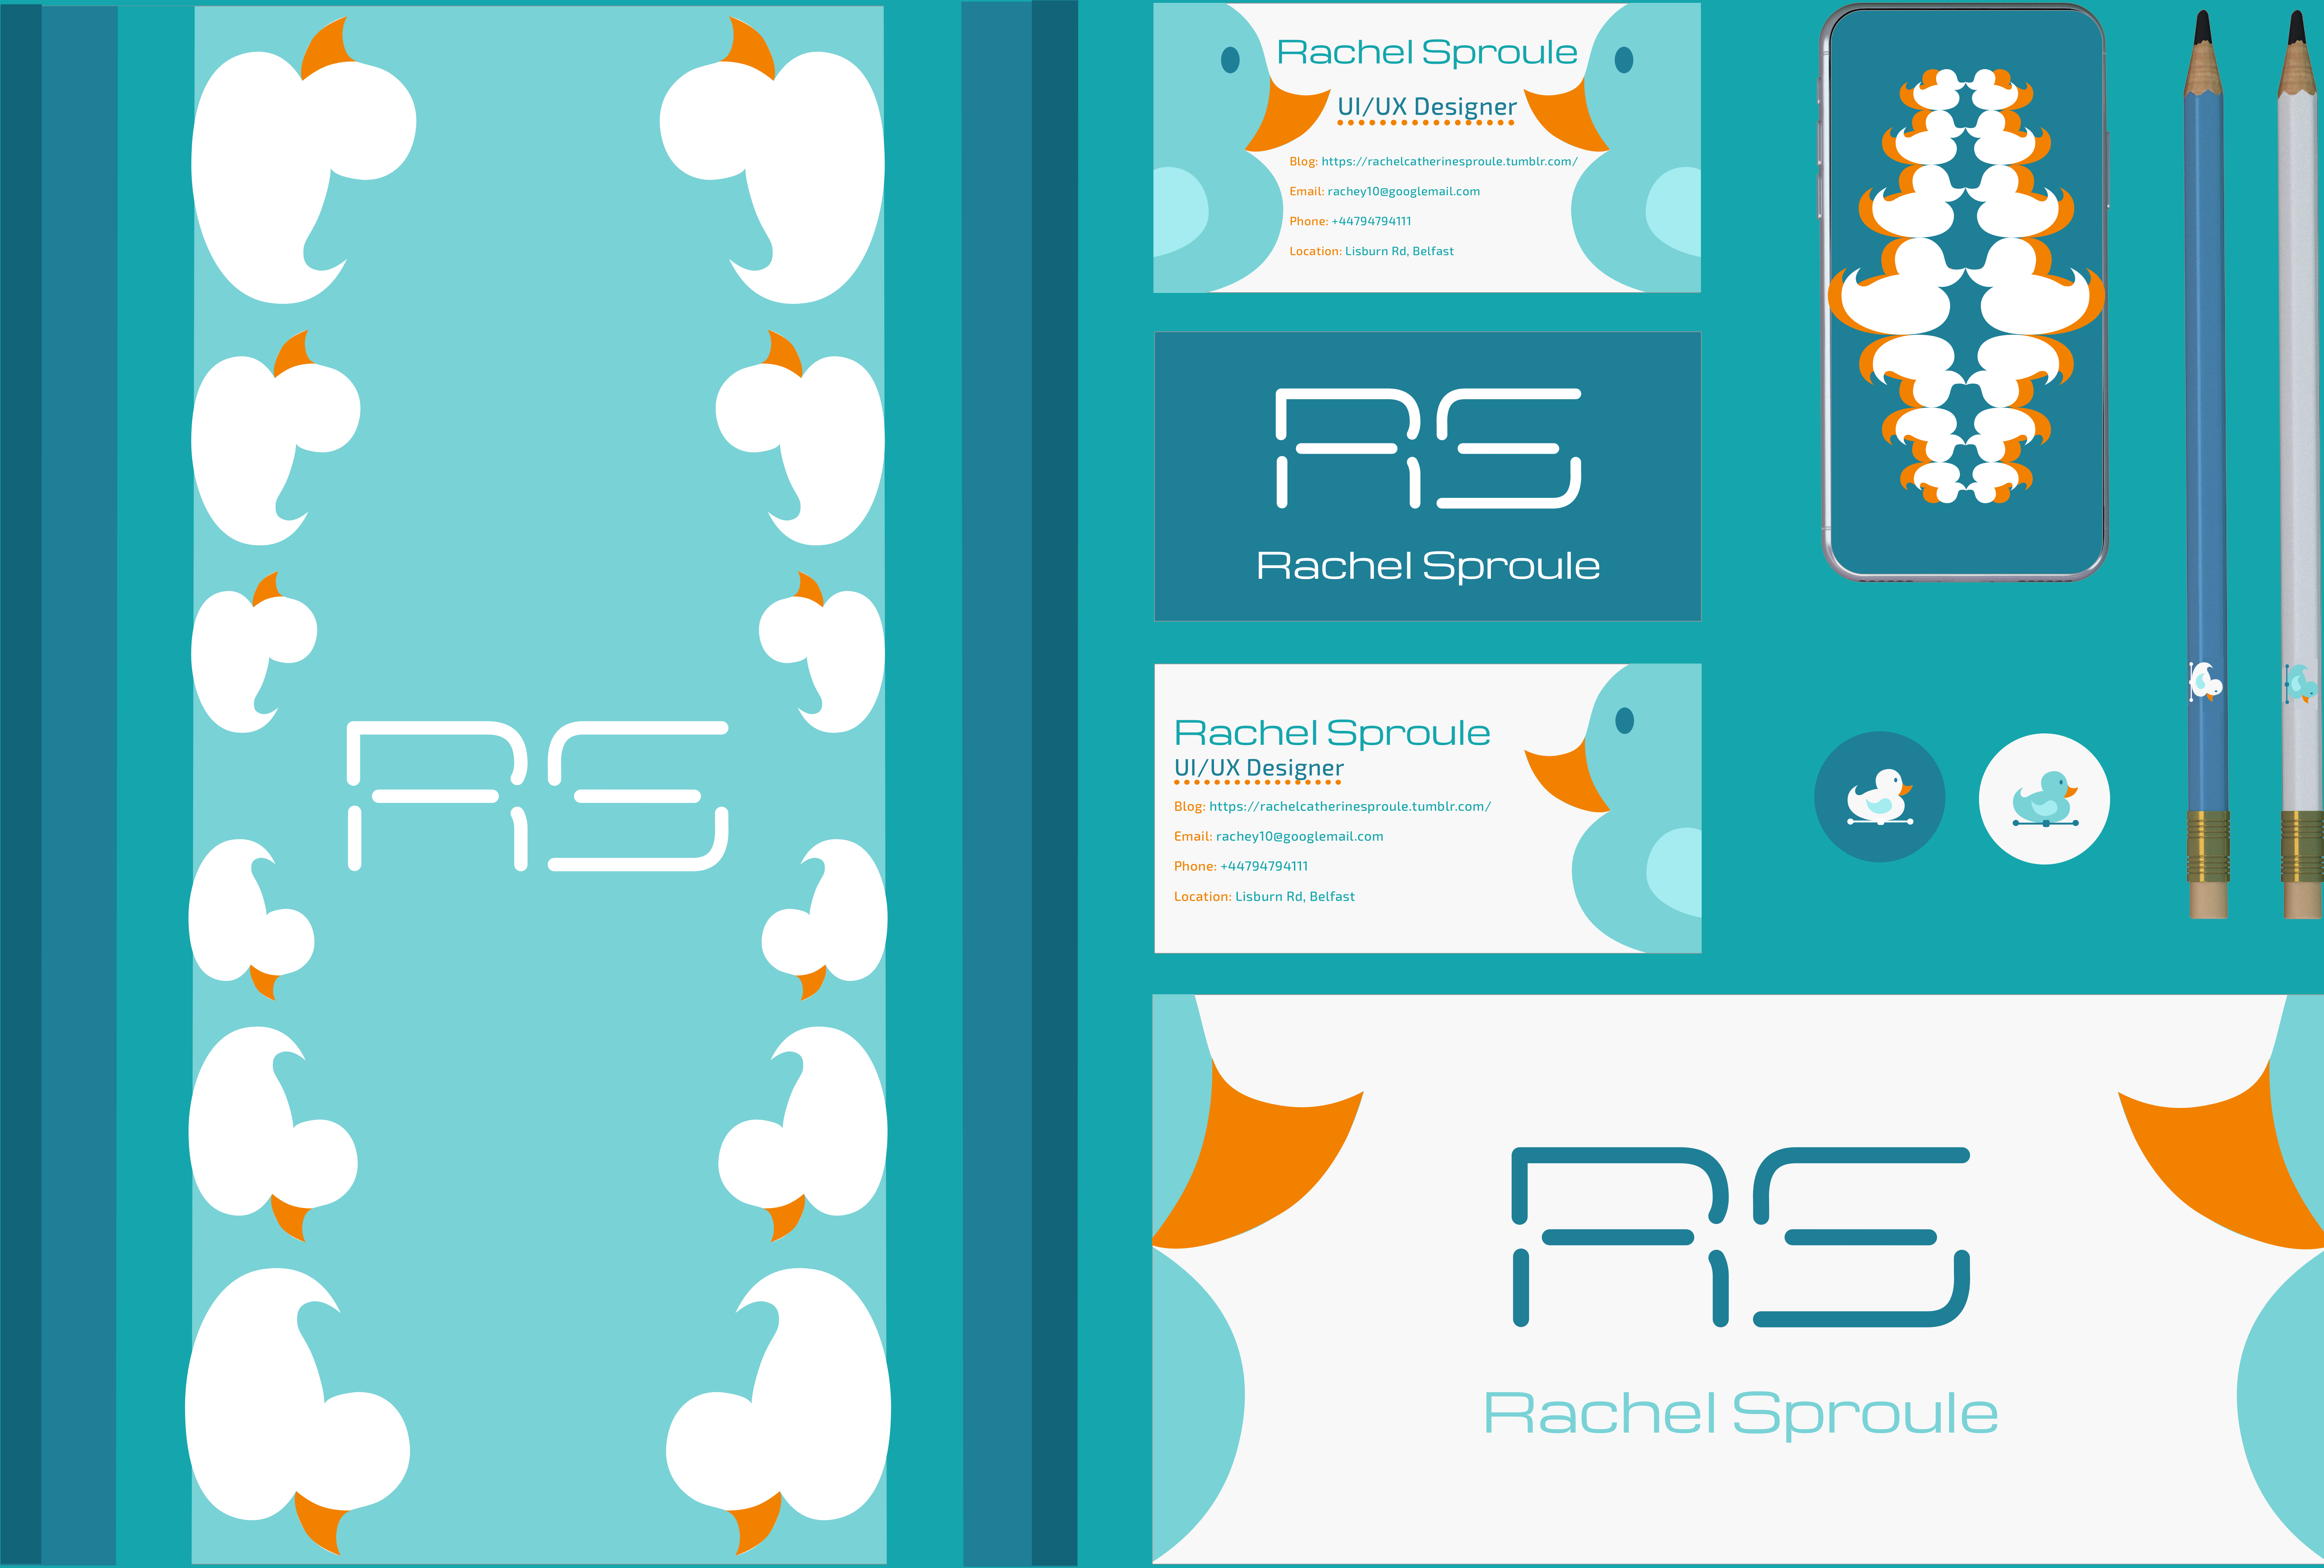 RS
Rachel Sproule
UI/UX Designer
Blog: https://rachelcatherinesproule.tumblr.com/
Email: rachey10@googlemail.com
Phone: +44794794111
Location: Lisburn Rd, Belfast
RS
Rachel Sproule
Rachel Sproule
UI/UX Designer
Blog: https://rachelcatherinesproule.tumblr.com/
Email: rachey10@googlemail.com
Phone: +44794794111
Location: Lisburn Rd, Belfast
RS
Rachel Sproule